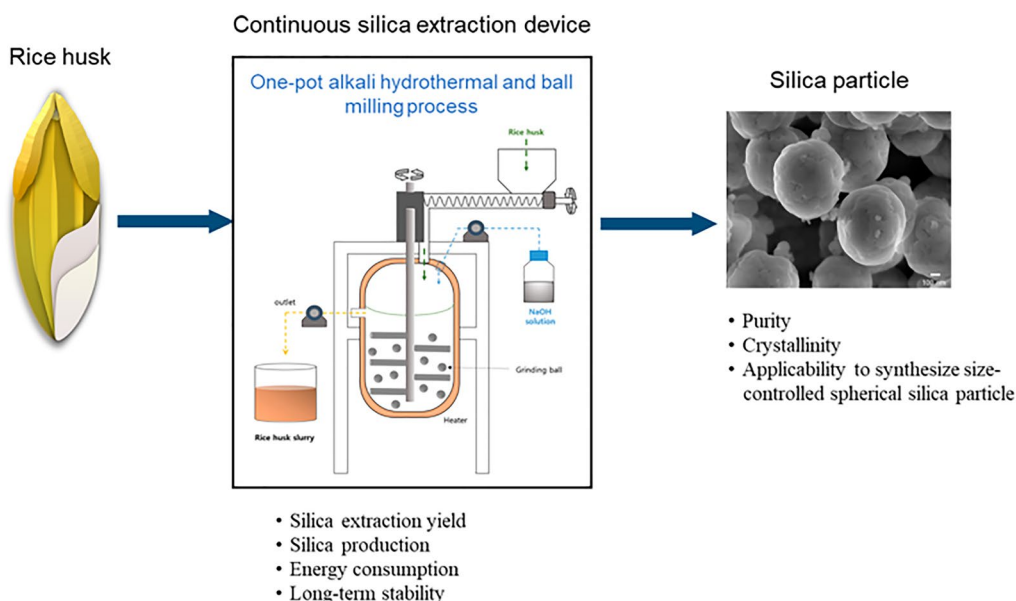 Continuous silica extraction device
Rice husk
One-pot alkali hydrothermal and ball
milling process
Rice husk
outlet
NaOH
solution
Grinding ball
Heater
Rice husk slurry
Silica particle
100 nm
• Purity
• Crystallinity
• Applicability to synthesize size-
controlled spherical silica particle
• Silica extraction yield
• Silica production
• Energy consumption
• Long-term stability